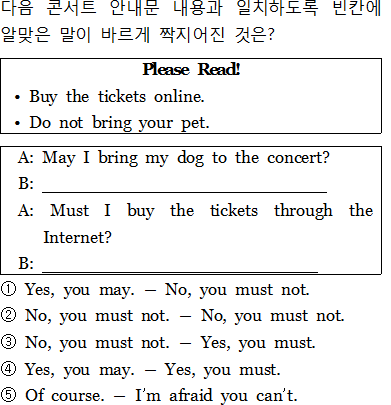 다음 콘서트 안내문 내용과 일치하도록 빈칸에
알맞은 말이 바르게 짝지어진 것은?
Please Read!
• Buy the tickets online.
• Do not bring your pet.
A: May I bring my dog to the concert?
B: ______________________________
A: Must I buy the tickets through the
Internet?
B: ______________________________
① Yes, you may. － No, you must not.
② No, you must not. － No, you must not.
③ No, you must not. － Yes, you must.
④ Yes, you may. － Yes, you must.
⑤ Of course. － I’m afraid you can’t.